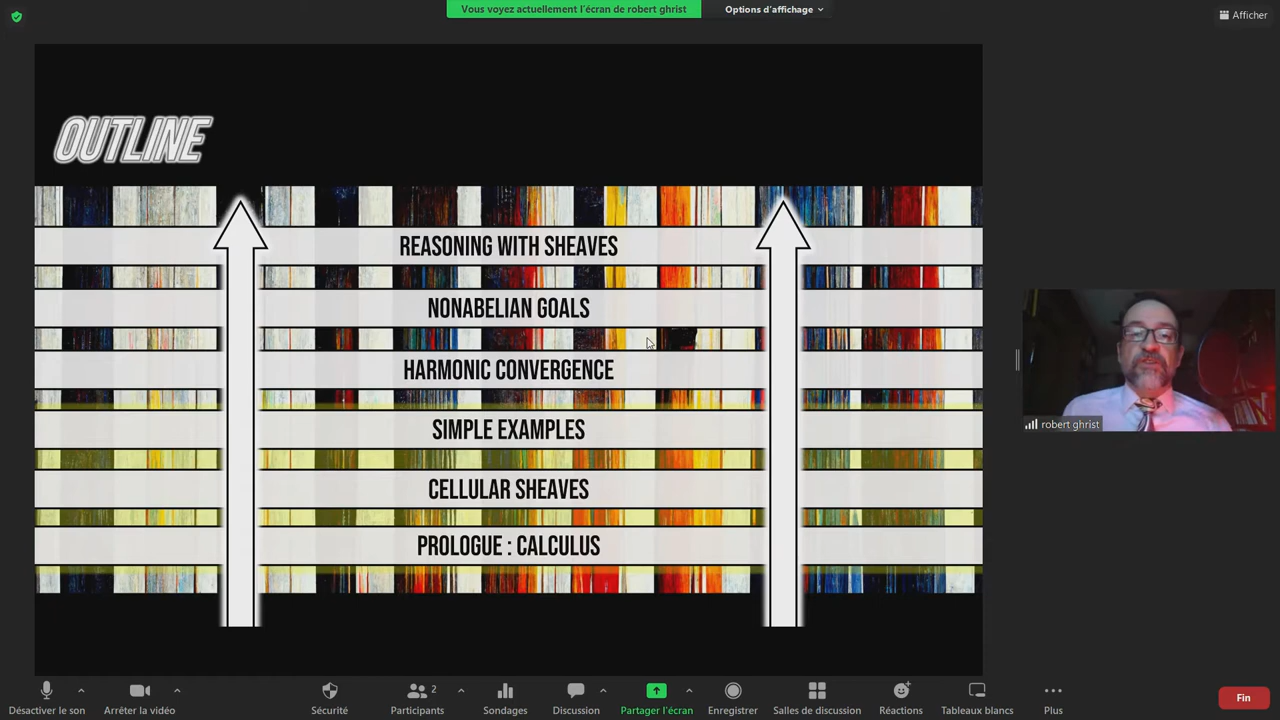 Vous voyez actuellement l'écran de robert ghrist
Options d'affichage
Afficher
OUTLINE
REASONING WITH SHEAVES
NONABELIAN GOALS
HARMONIC CONVERGENCE
SIMPLE EXAMPLES
CELLULAR SHEAVES
PROLOGUE : CALCULUS
robert ghrist
Désactiver le son
Arrêter la vidéo
Sécurité
Participants
2
Sondages
Discussion
Partager l'écran
Enregistrer
Salles de discussion
Réactions
Tableaux blancs
Plus
Fin